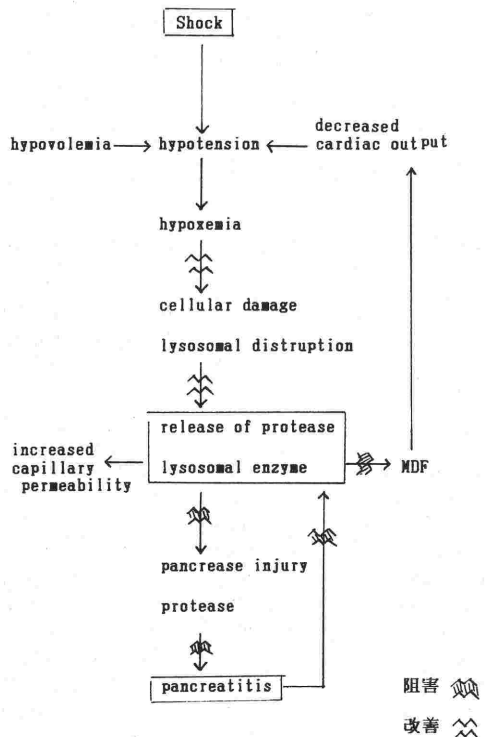 Shock
decreased
hypovolemia hypotension cardiac output
hypoxemia
cellular damage
lysosomal distruption
release of protease
increased
capillary
permeability
lysosomal enzyme
MDF
pancrease injury
protease
pancreatitis
阻害
改善